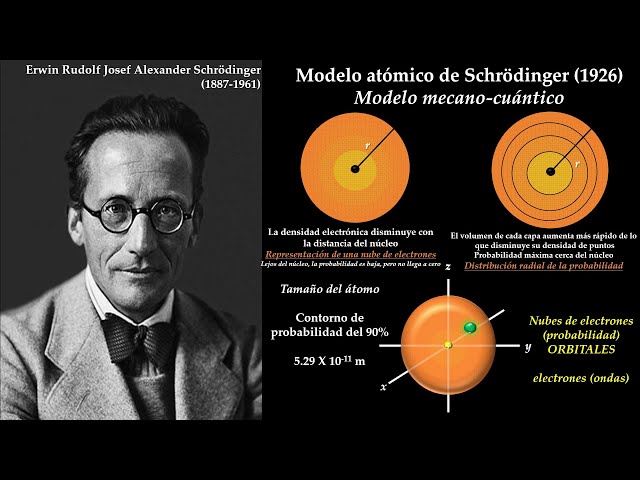 Erwin Rudolf Josef Alexander Schrödinger
(1887-1961)
Modelo atómico de Schrödinger (1926)
Modelo mecano-cuántico
r
r
La densidad electrónica disminuye con
la distancia del núcleo
Representación de una nube de electrones
Lejos del núcleo, la probabilidad es baja, pero no llega a cero
El volumen de cada capa aumenta más rápido de lo
que disminuye su densidad de puntos
Probabilidad máxima cerca del núcleo
Distribución radial de la probabilidad
Tamaño del átomo
Contorno de
probabilidad del 90%
5.29 X 10⁻¹¹ m
z
y
x
Nubes de electrones
(probabilidad)
ORBITALES
electrones (ondas)